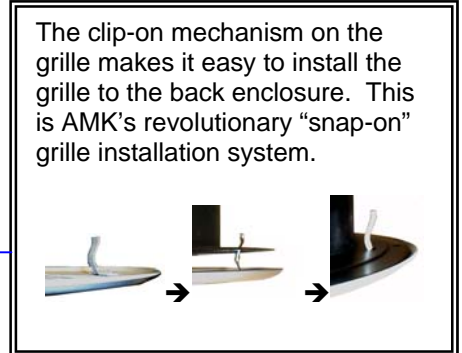 The clip-on mechanism on the
grille makes it easy to install the
grille to the back enclosure.  This
is AMK’s revolutionary “snap-on”
grille installation system.